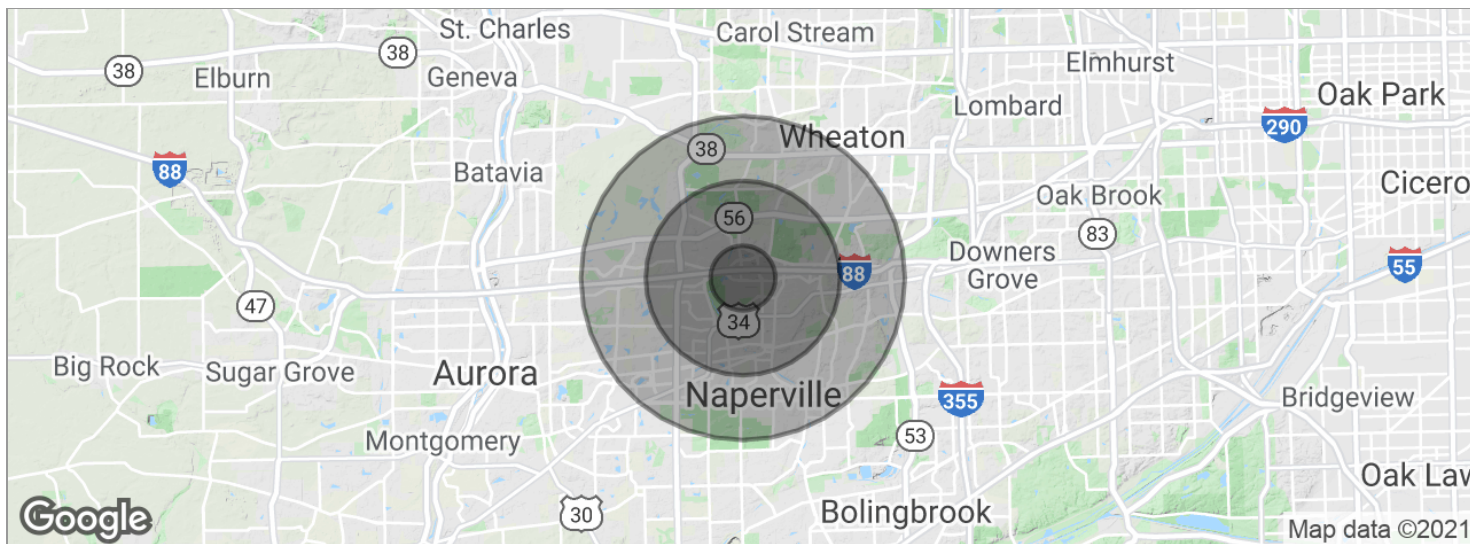 St. Charles
Carol Stream
38
38
Elburn
Geneva
Elmhurst
Lombard
Oak Park
290
Wheaton
38
88
Batavia
Cicero
Oak Brook
56
83
Downers
Grove
88
55
47
34
Big Rock
Sugar Grove
Aurora
Naperville
355
Bridgeview
Montgomery
53
Oak Law
30
Bolingbrook
Google
Map data ©2021